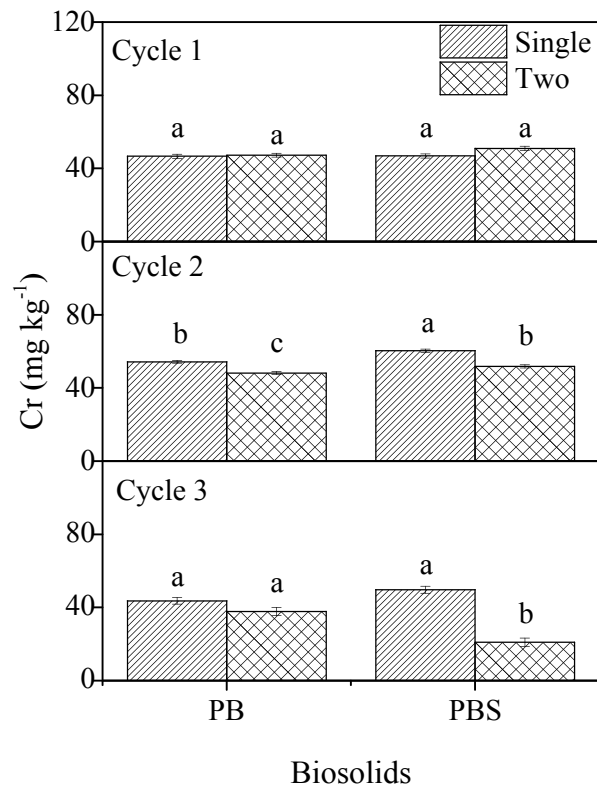 120
Cycle 1
Single
Two
80
a a a a
40
0
Cycle 2
80
b c a b
40
0
Cycle 3
80
a a a b
40
0
PB PBS
Cr (mg kg⁻¹)
Biosolids